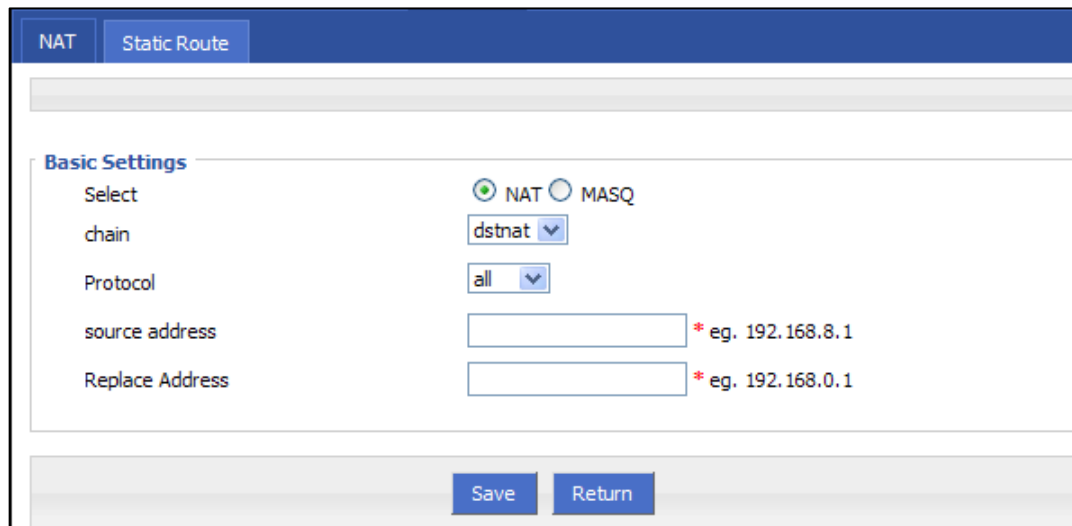 NAT Static Route
Basic Settings
Select NAT MASQ
chain dstnat
Protocol all
source address * eg. 192.168.8.1
Replace Address * eg. 192.168.0.1
Save Return